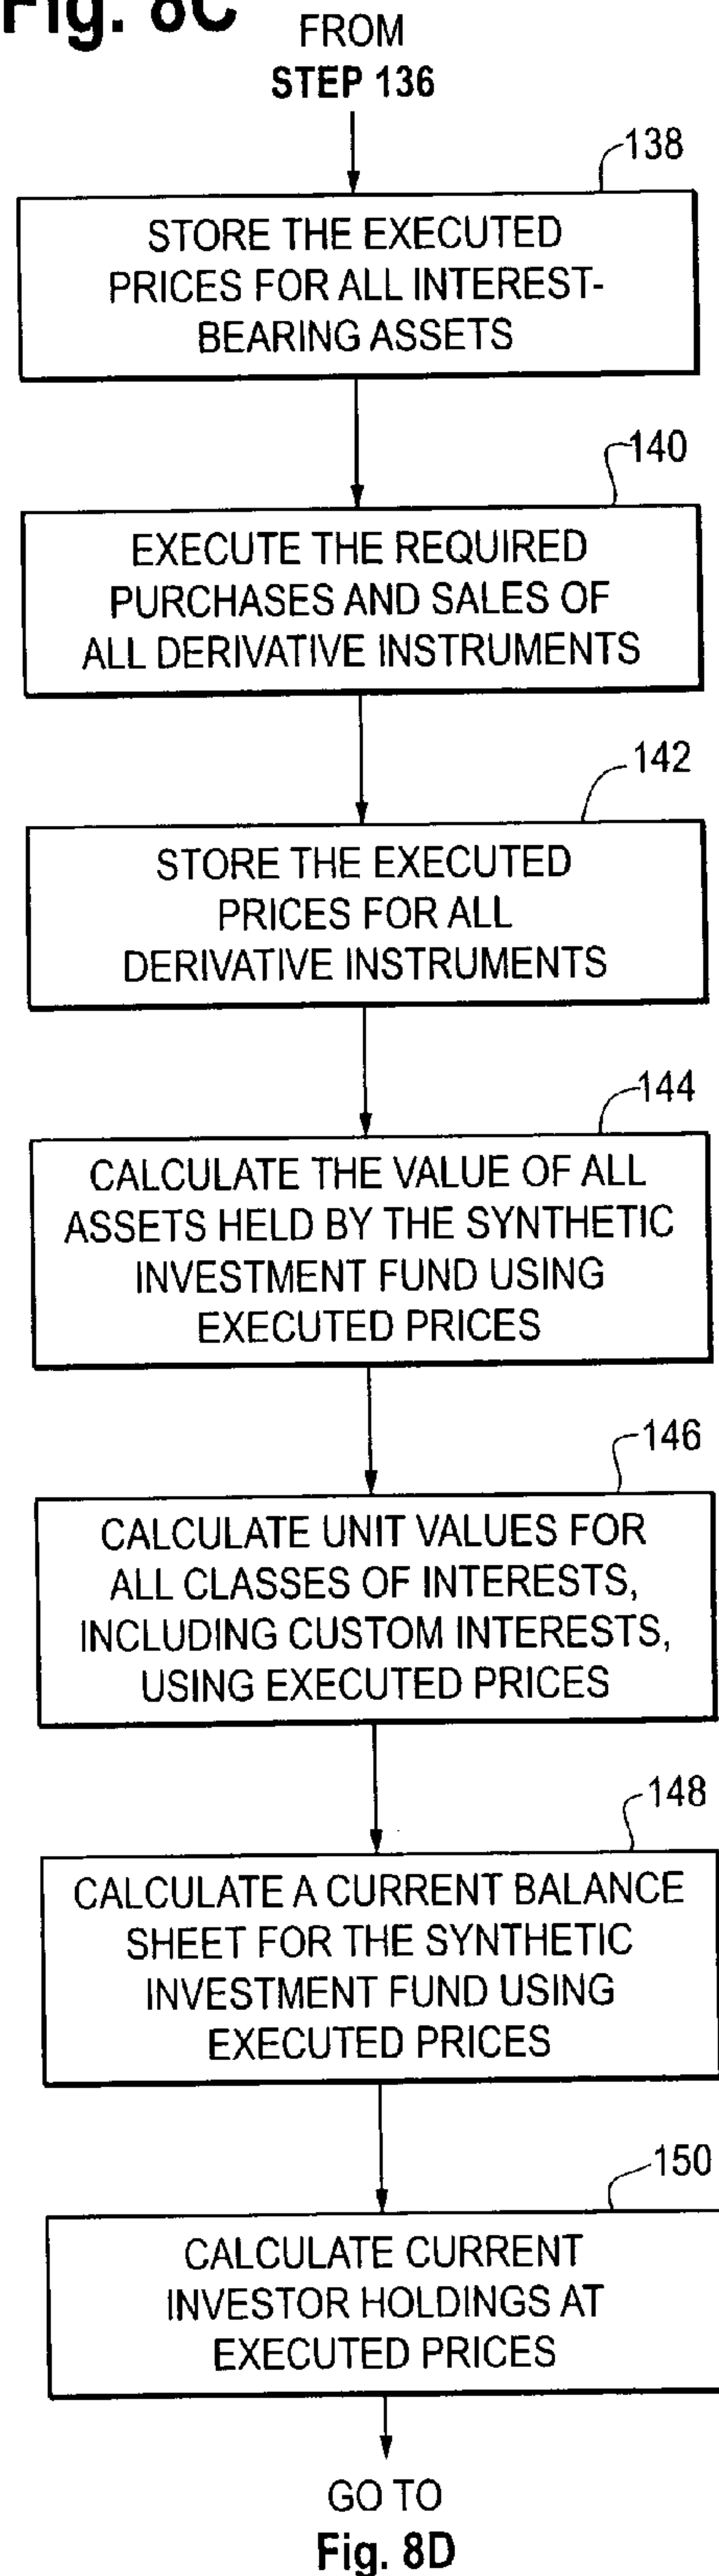 Fig. 8C
FROM
STEP 136
138
STORE THE EXECUTED
PRICES FOR ALL INTEREST-
BEARING ASSETS
140
EXECUTE THE REQUIRED
PURCHASES AND SALES OF
ALL DERIVATIVE INSTRUMENTS
142
STORE THE EXECUTED
PRICES FOR ALL
DERIVATIVE INSTRUMENTS
144
CALCULATE THE VALUE OF ALL
ASSETS HELD BY THE SYNTHETIC
INVESTMENT FUND USING
EXECUTED PRICES
146
CALCULATE UNIT VALUES FOR
ALL CLASSES OF INTERESTS,
INCLUDING CUSTOM INTERESTS,
USING EXECUTED PRICES
148
CALCULATE A CURRENT BALANCE
SHEET FOR THE SYNTHETIC
INVESTMENT FUND USING
EXECUTED PRICES
150
CALCULATE CURRENT
INVESTOR HOLDINGS AT
EXECUTED PRICES
GO TO
Fig. 8D